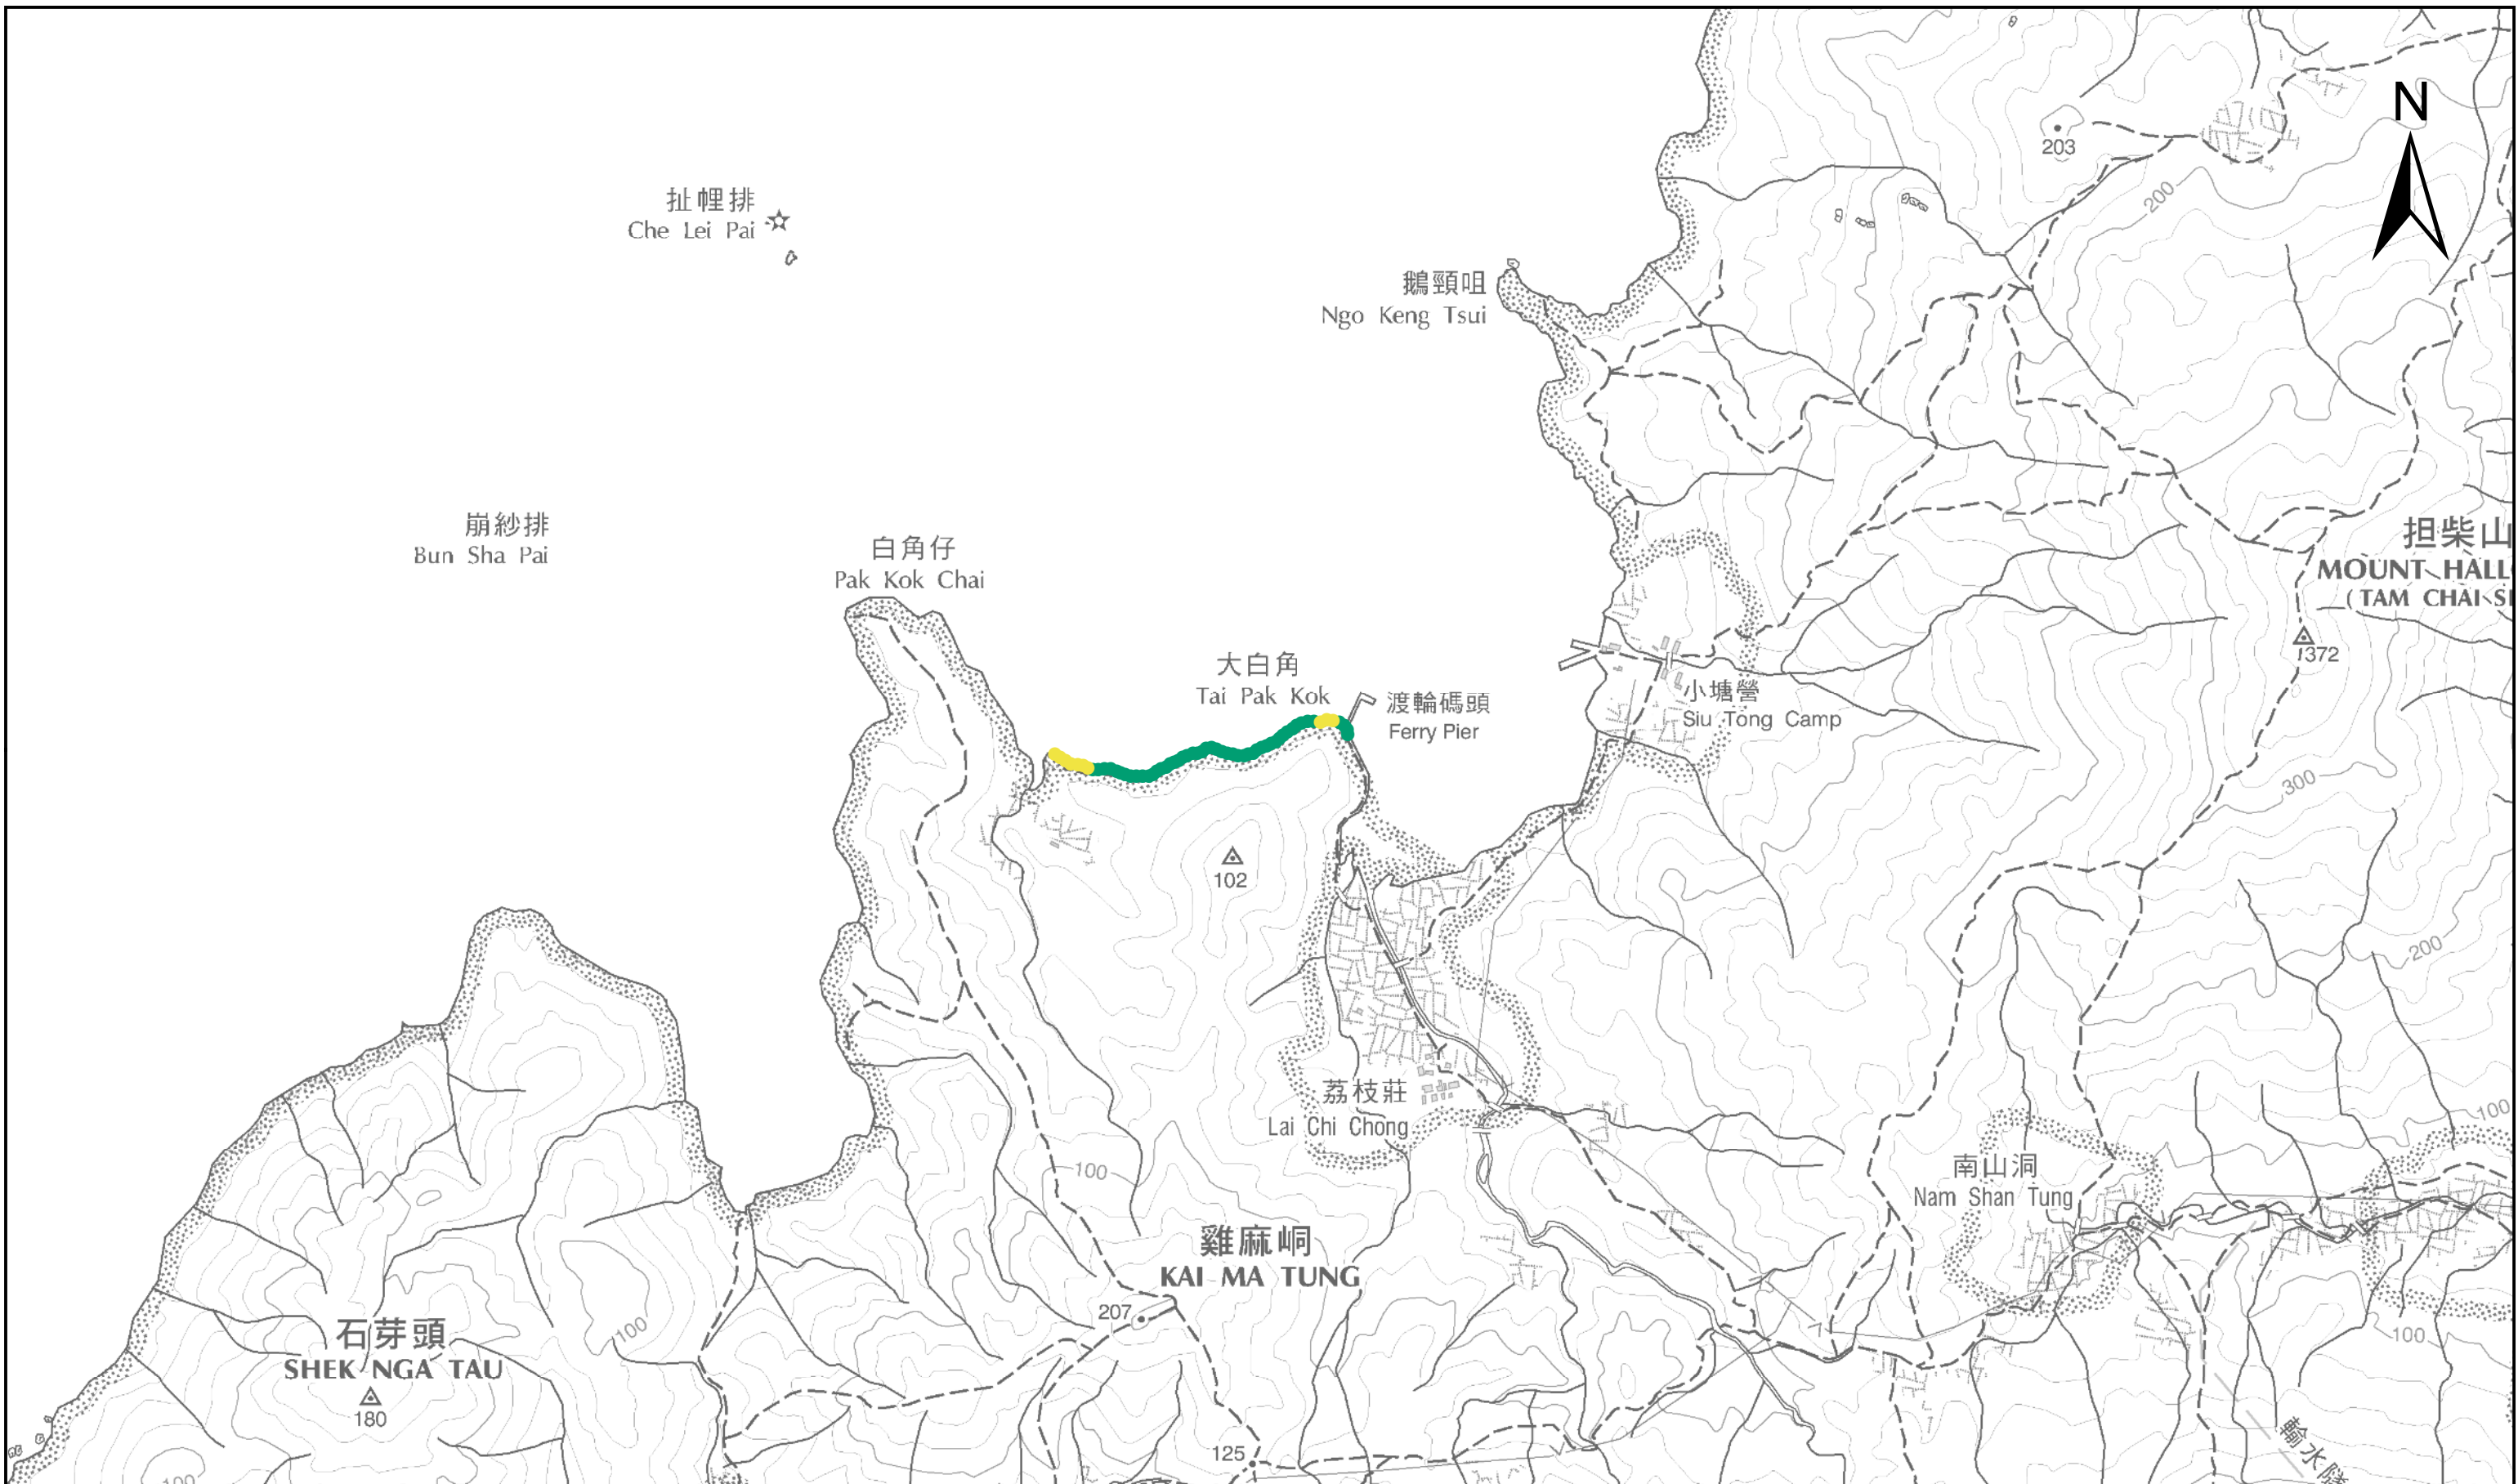 N
203
200
扯悝排
Che Lei Pai
鵝頸咀
Ngo Keng Tsui
崩紗排
Bun Sha Pai
白角仔
Pak Kok Chai
担柴山
MOUNT HALL
( TAM CHAI S
372
大白角
Tai Pak Kok
渡輪碼頭
Ferry Pier
小塘營
Siu Tong Camp
300
102
200
荔枝莊
Lai Chi Chong
100
100
南山洞
Nam Shan Tung
雞麻峒
KAI MA TUNG
207
石芽頭
SHEK NGA TAU
180
100
100
125
輸水隧
100